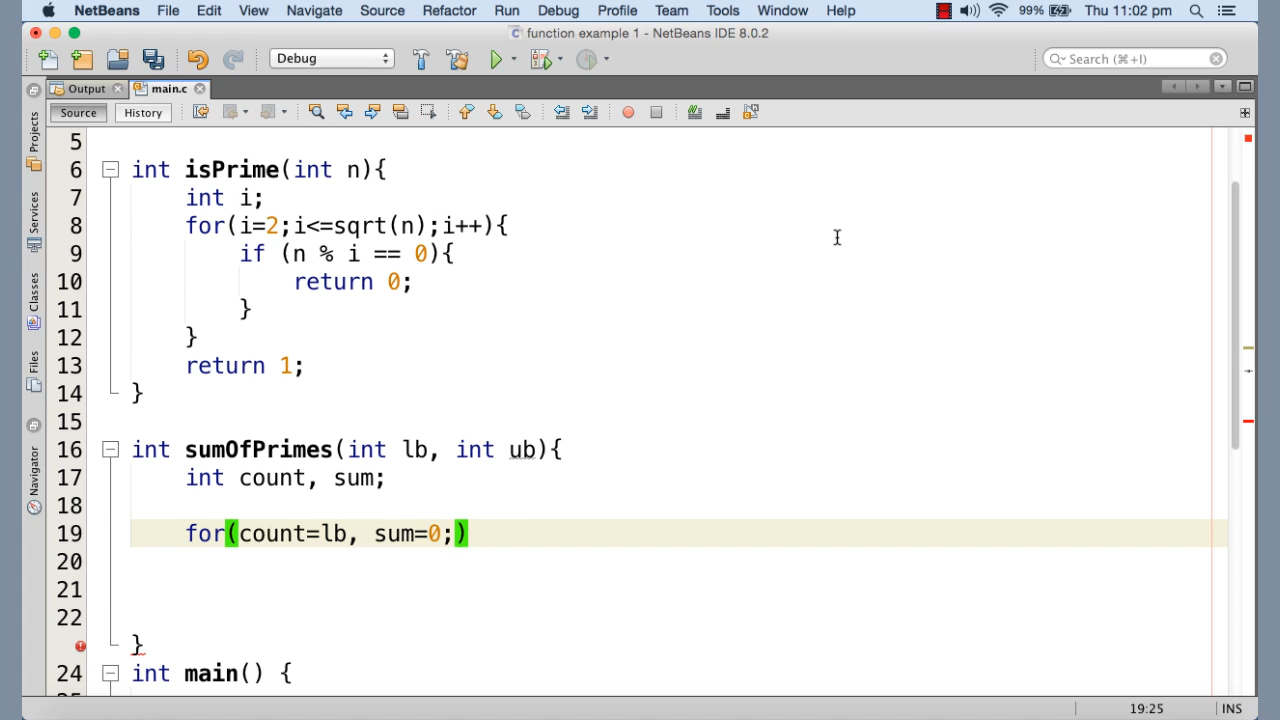 NetBeans File Edit View Navigate Source Refactor Run Debug Profile Team Tools Window Help 99% Thu 11:02 pm
function example 1 - NetBeans IDE 8.0.2
Debug Search (⌘+I)
Output main.c
Source History
Projects
Services
Classes
Files
Navigator
5
6 int isPrime(int n){
7 int i;
8 for(i=2;i<=sqrt(n);i++){
9 if (n % i == 0){
10 return 0;
11 }
12 }
13 return 1;
14 }
15
16 int sumOfPrimes(int lb, int ub){
17 int count, sum;
18
19 for(count=lb, sum=0;)
20
21
22
}
24 int main() {
19:25 INS